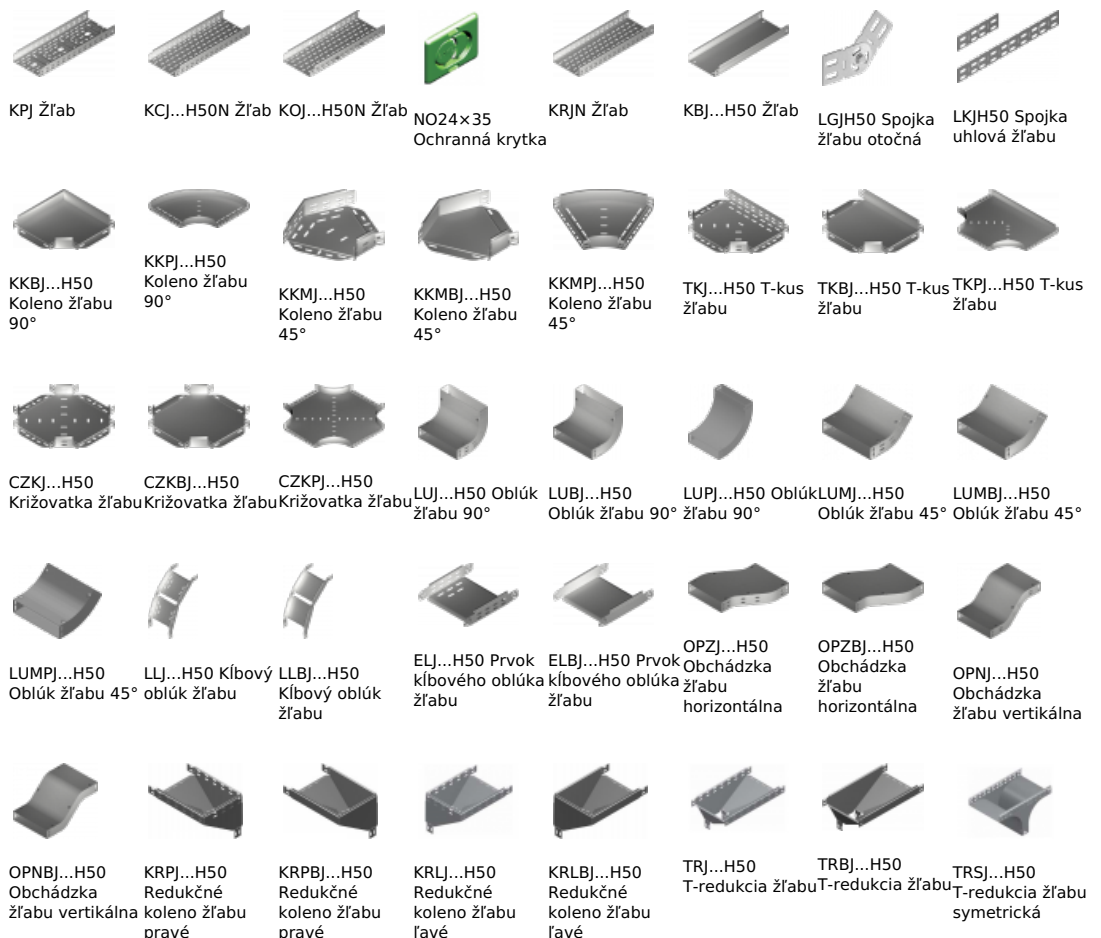 KPJ Žľab
KCJ...H50N Žľab
KOJ...H50N Žľab
NO24×35
Ochranná krytka
KRJN Žľab
KBJ...H50 Žľab
LGJH50 Spojka
žľabu otočná
LKJH50 Spojka
uhlová žľabu
KKBJ...H50
Koleno žľabu
90°
KKPJ...H50
Koleno žľabu
90°
KKMJ...H50
Koleno žľabu
45°
KKMBJ...H50
Koleno žľabu
45°
KKMPJ...H50
Koleno žľabu
45°
TKJ...H50 T-kus
žľabu
TKBJ...H50 T-kus
žľabu
TKPJ...H50 T-kus
žľabu
CZKJ...H50
Križovatka žľabu
CZKBJ...H50
Križovatka žľabu
CZKPJ...H50
Križovatka žľabu
LUJ...H50 Oblúk
žľabu 90°
LUBJ...H50
Oblúk žľabu 90°
LUPJ...H50 Oblúk
žľabu 90°
LUMJ...H50
Oblúk žľabu 45°
LUMBJ...H50
Oblúk žľabu 45°
LUMPJ...H50
Oblúk žľabu 45°
LLJ...H50 Kĺbový
oblúk žľabu
LLBJ...H50
Kĺbový oblúk
žľabu
ELJ...H50 Prvok
kĺbového oblúka
žľabu
ELBJ...H50 Prvok
kĺbového oblúka
žľabu
OPZJ...H50
Obchádzka
žľabu
horizontálna
OPZBJ...H50
Obchádzka
žľabu
horizontálna
OPNJ...H50
Obchádzka
žľabu vertikálna
OPNBJ...H50
Obchádzka
žľabu vertikálna
KRPJ...H50
Redukčné
koleno žľabu
pravé
KRPBJ...H50
Redukčné
koleno žľabu
pravé
KRLJ...H50
Redukčné
koleno žľabu
ľavé
KRLBJ...H50
Redukčné
koleno žľabu
ľavé
TRJ...H50
T-redukcia žľabu
TRBJ...H50
T-redukcia žľabu
TRSJ...H50
T-redukcia žľabu
symetrická